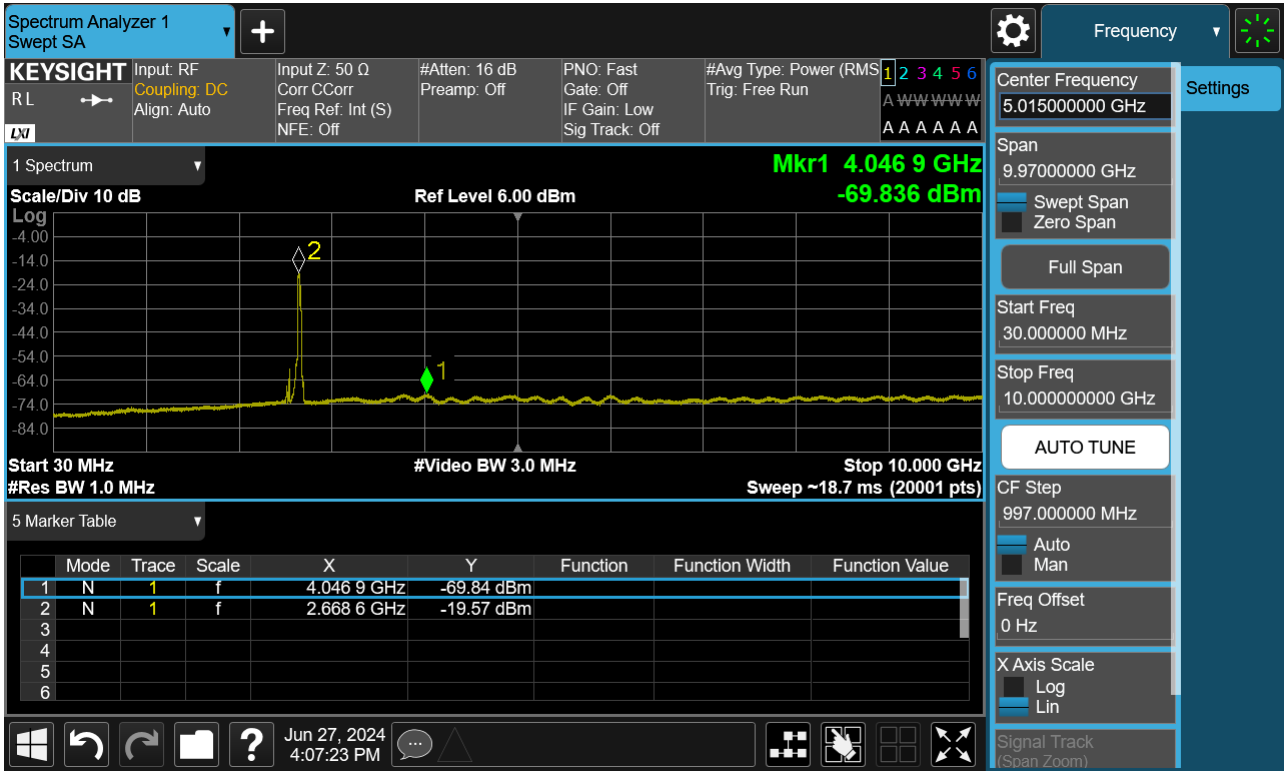 Spectrum Analyzer 1
Swept SA
Frequency
KEYSIGHT
R L
LXI
Input: RF
Coupling: DC
Align: Auto
Input Z: 50 Ω
Corr CCorr
Freq Ref: Int (S)
NFE: Off
#Atten: 16 dB
Preamp: Off
PNO: Fast
Gate: Off
IF Gain: Low
Sig Track: Off
#Avg Type: Power (RMS
Trig: Free Run
1 2 3 4 5 6
A W W W W W
A A A A A A
1 Spectrum
Mkr1 4.046 9 GHz
-69.836 dBm
Scale/Div 10 dB
Ref Level 6.00 dBm
Log
-4.00
-14.0
-24.0
-34.0
-44.0
-54.0
-64.0
-74.0
-84.0
2
1
Start 30 MHz
#Video BW 3.0 MHz
Stop 10.000 GHz
#Res BW 1.0 MHz
Sweep ~18.7 ms (20001 pts)
5 Marker Table
Mode Trace Scale X Y Function Function Width Function Value
1 N 1 f 4.046 9 GHz -69.84 dBm
2 N 1 f 2.668 6 GHz -19.57 dBm
3
4
5
6
Jun 27, 2024
4:07:23 PM
?
Center Frequency
5.015000000 GHz
Settings
Span
9.97000000 GHz
Swept Span
Zero Span
Full Span
Start Freq
30.000000 MHz
Stop Freq
10.000000000 GHz
AUTO TUNE
CF Step
997.000000 MHz
Auto
Man
Freq Offset
0 Hz
X Axis Scale
Log
Lin
Signal Track
(Span Zoom)